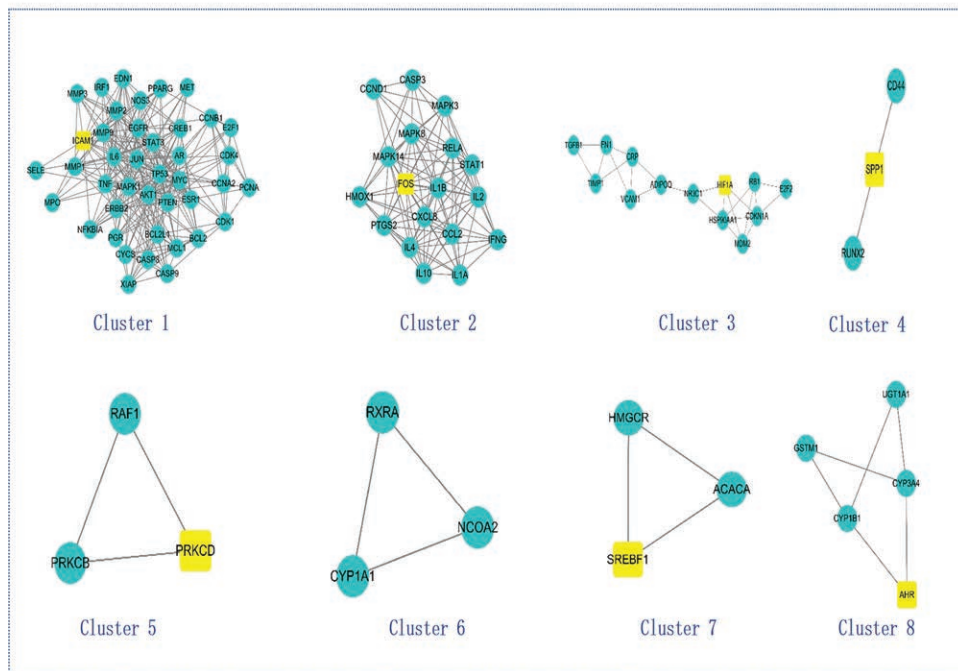 EDN1
IRF1
PPARG
MET
MMP3
NOS3
MMP2
CCNB1
EGFR
CREB1
E2F1
MMP9
ICAM1
STAT3
IL6
JUN
AR
CDK4
SELE
MMP1
TP53
TNF
MAPK1
MYC
CCNA2
PCNA
AKT1
MPO
PTEN
ESR1
ERBB2
CDK1
NFKBIA
PGR
BCL2L1
BCL2
MCL1
CYCS
CASP8
CASP9
XIAP
Cluster 1
CASP3
CCND1
MAPK3
MAPK8
RELA
MAPK14
STAT1
FOS
IL1B
HMOX1
IL2
CXCL8
PTGS2
CCL2
IFNG
IL4
IL10
IL1A
Cluster 2
TGFB1
FN1
CRP
TIMP1
VCAM1
ADIPOQ
NR3C1
HIF1A
RB1
E2F2
HSP90AA1
CDKN1A
MDM2
Cluster 3
CD44
SPP1
RUNX2
Cluster 4
RAF1
PRKCB
PRKCD
Cluster 5
RXRA
NCOA2
CYP1A1
Cluster 6
HMGCR
ACACA
SREBF1
Cluster 7
UGT1A1
GSTM1
CYP3A4
CYP1B1
AHR
Cluster 8